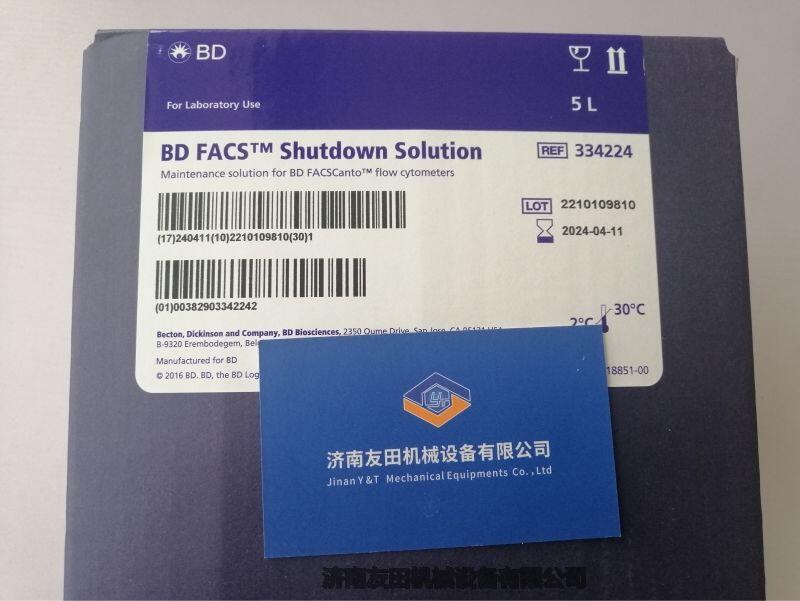 BD
For Laboratory Use
5 L
BD FACS™ Shutdown Solution
REF 334224
Maintenance solution for BD FACSCanto™ flow cytometers
LOT 2210109810
(17)240411(10)2210109810(30)1
2024-04-11
(01)00382903342242
2°C
30°C
Becton, Dickinson and Company, BD Biosciences, 2350 Qume Drive, San Jose, CA 95131 USA
B-9320 Erembodegem,
Manufactured for BD
© 2016 BD. BD, the BD
18851-00
济南友田机械设备有限公司
Jinan Y&T Mechanical Equipments Co.,Ltd
济南友田机械设备有限公司